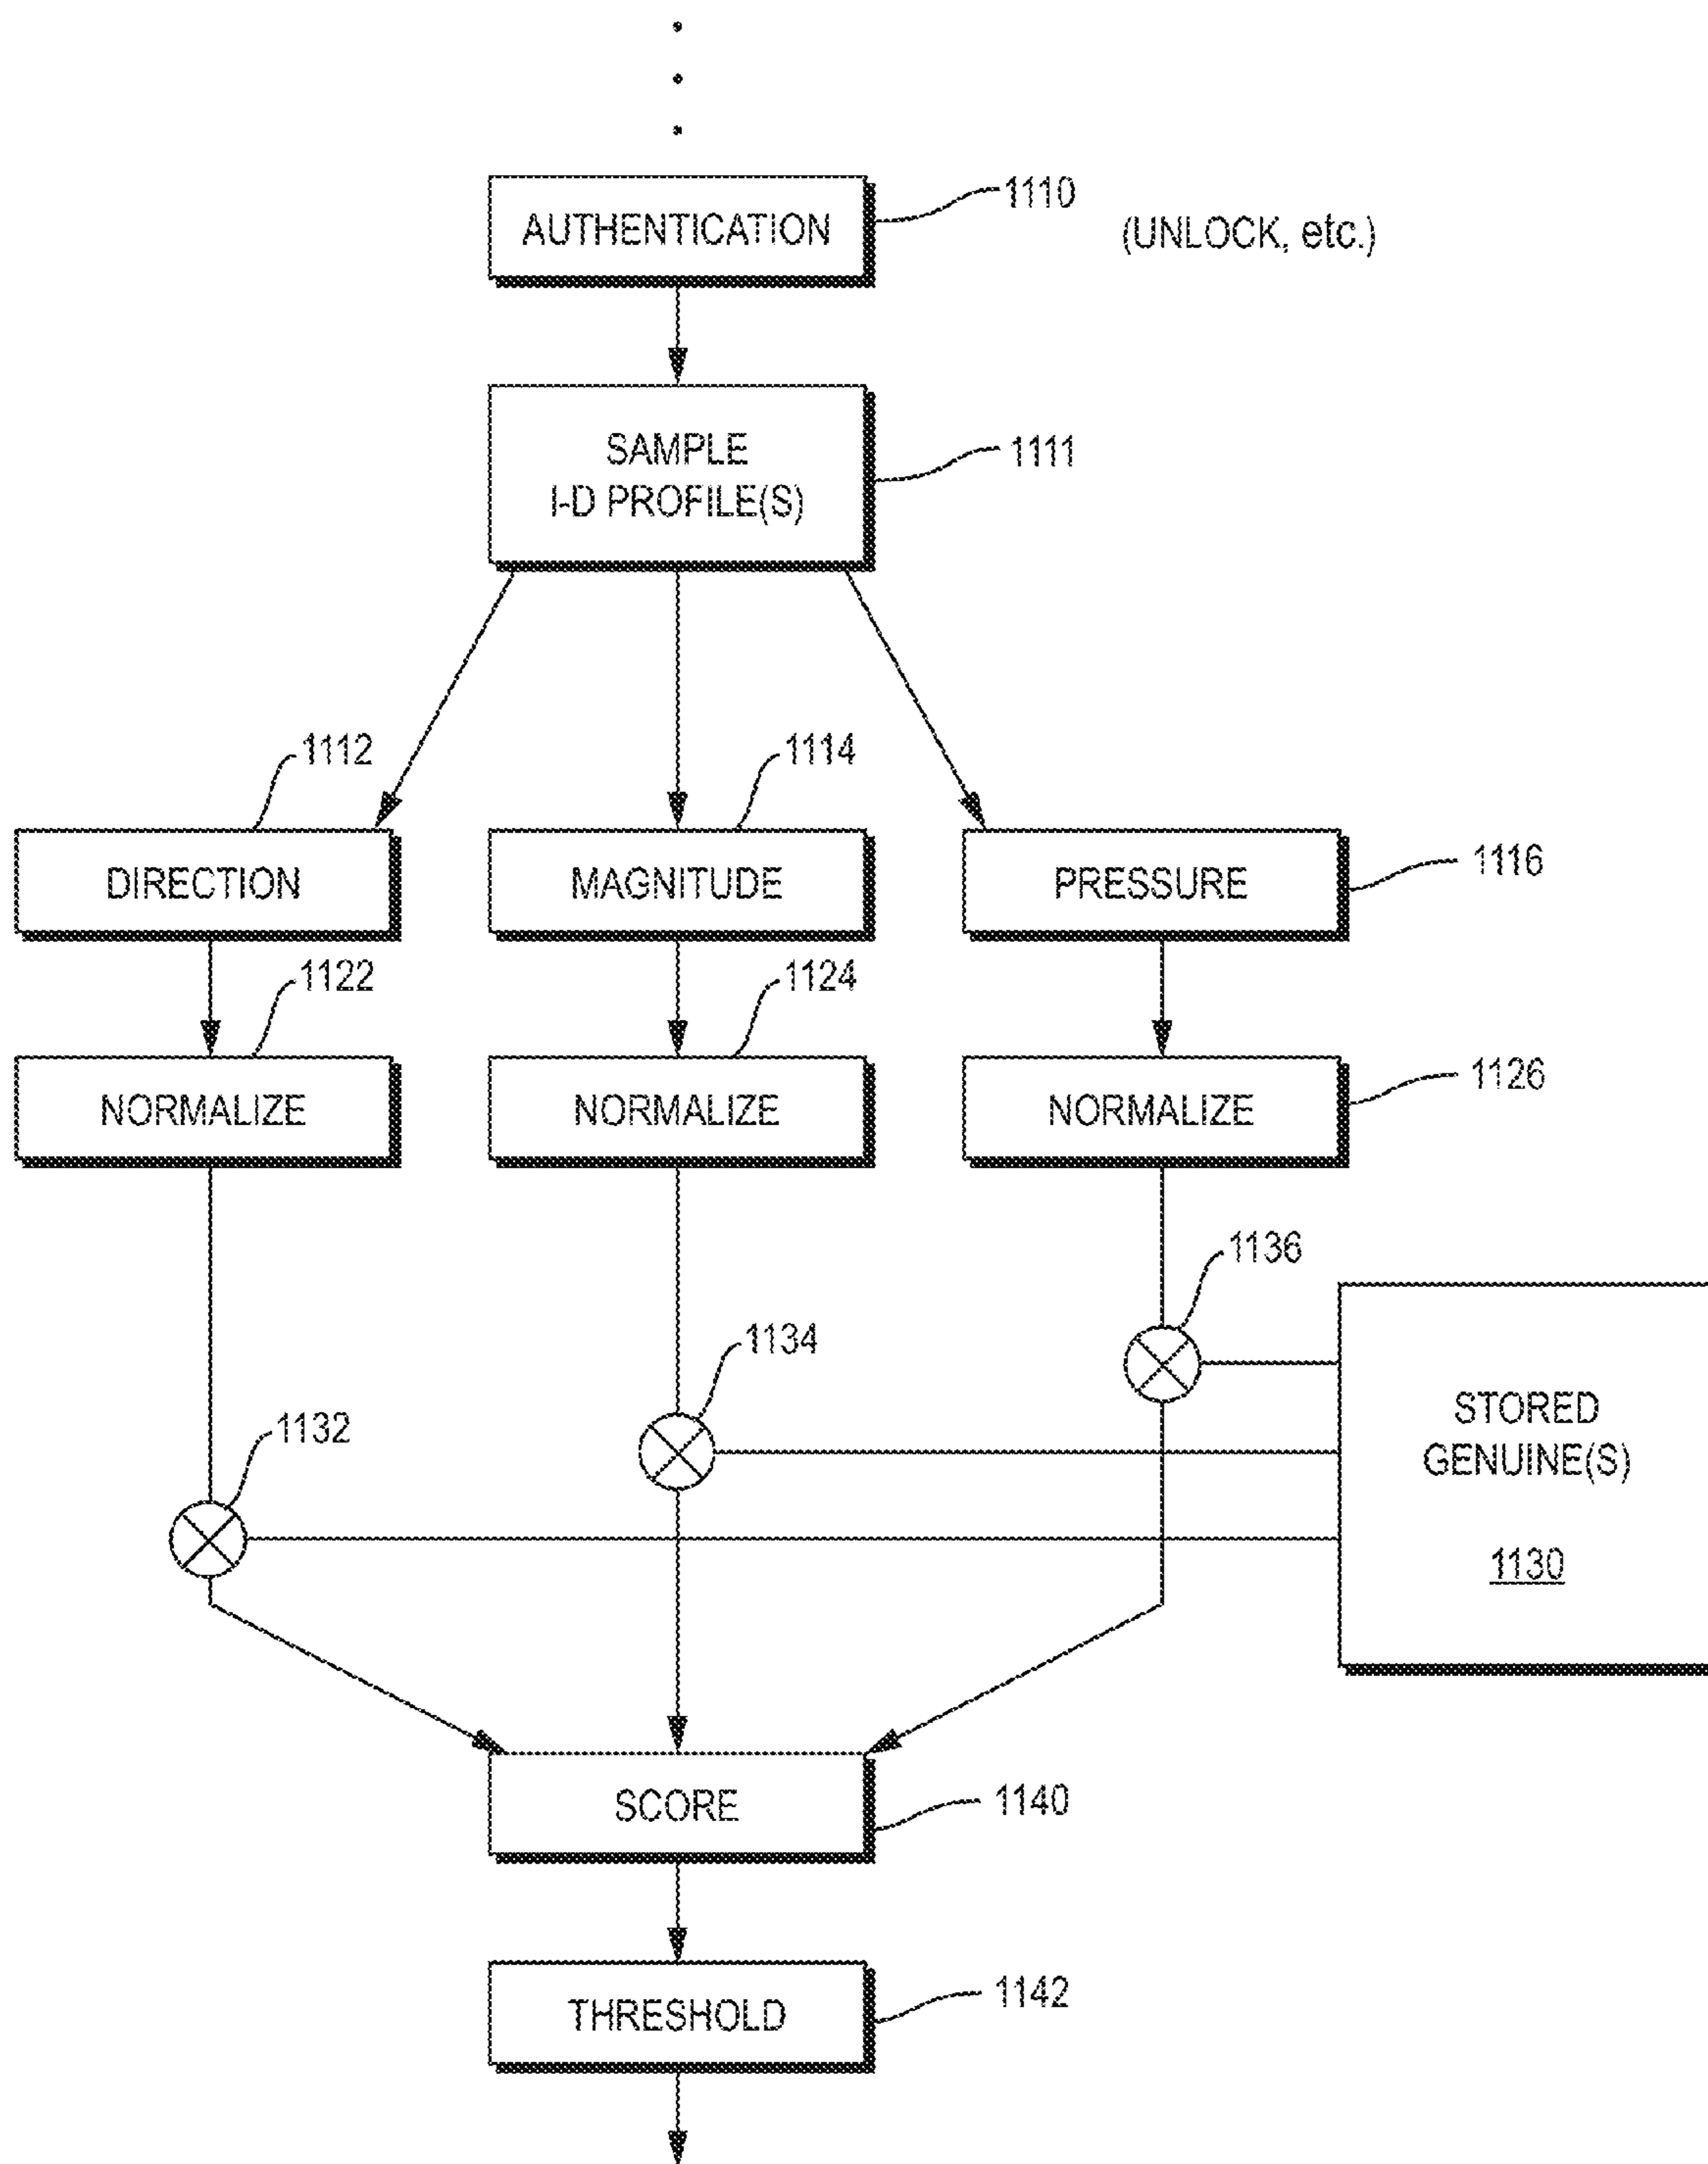 1110
AUTHENTICATION
(UNLOCK, etc.)
SAMPLE
I-D PROFILE(S)
1111
1112
1114
DIRECTION
MAGNITUDE
PRESSURE
1116
1122
1124
NORMALIZE
NORMALIZE
NORMALIZE
1126
1136
1134
1132
STORED
GENUINE(S)
1130
SCORE
1140
THRESHOLD
1142